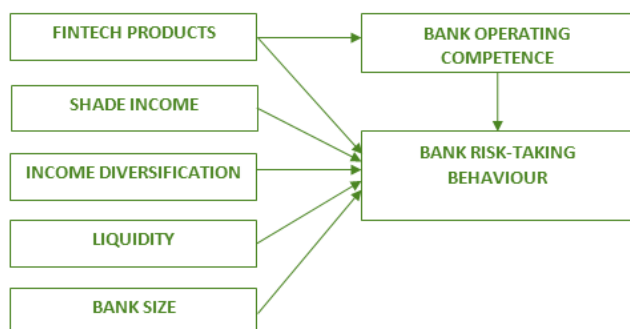 FINTECH PRODUCTS
BANK OPERATING
COMPETENCE
SHADE INCOME
BANK RISK-TAKING
BEHAVIOUR
INCOME DIVERSIFICATION
LIQUIDITY
BANK SIZE